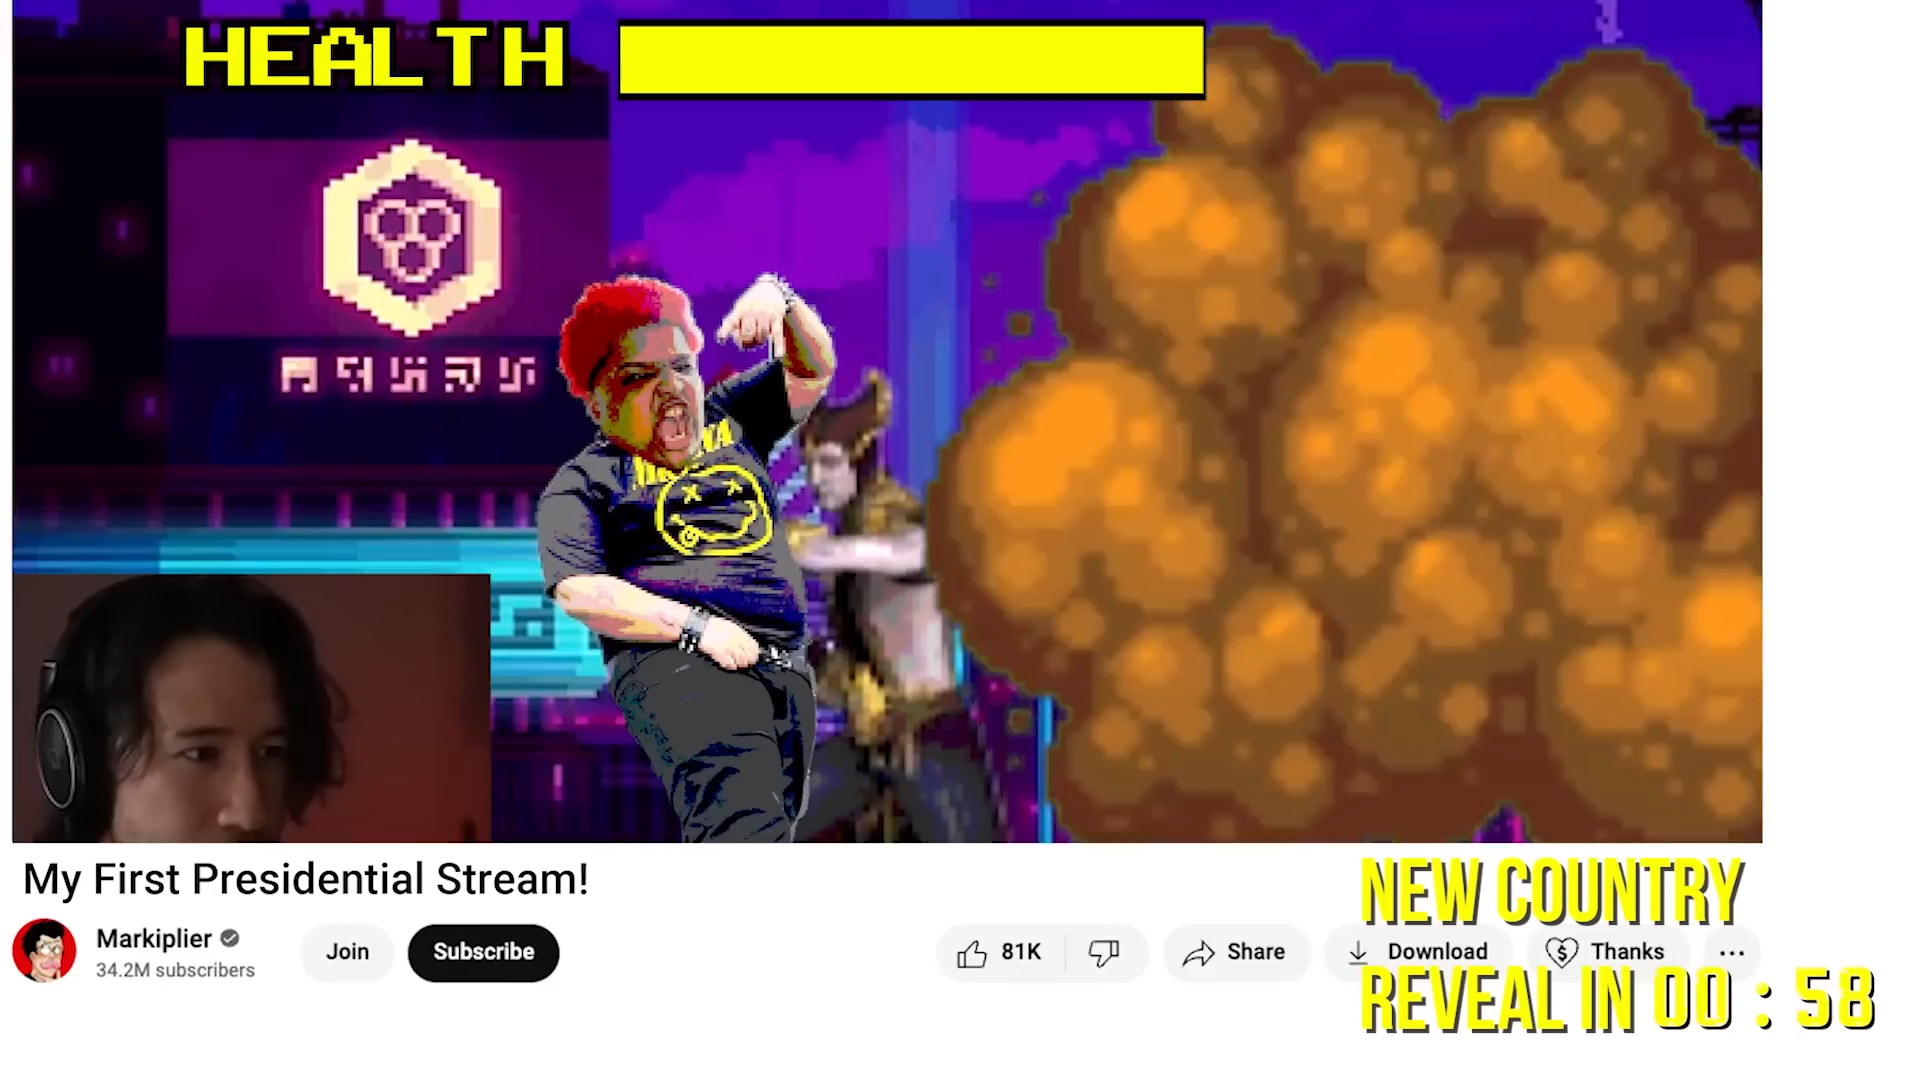 HEALTH
My First Presidential Stream!
Markiplier
34.2M subscribers
Join
Subscribe
81K
Share
Download
Thanks
NEW COUNTRY
REVEAL IN 00 : 58